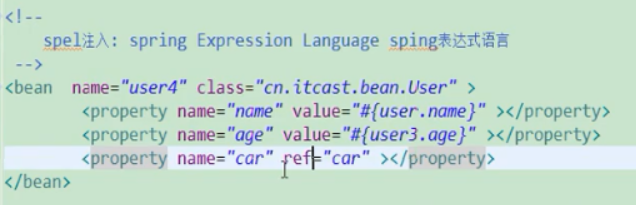 <!--
spel注入: spring Expression Language sping表达式语言
-->
<bean name="user4" class="cn.itcast.bean.User" >
<property name="name" value="#{user.name}" ></property>
<property name="age" value="#{user3.age}" ></property>
<property name="car" ref="car" ></property>
</bean>